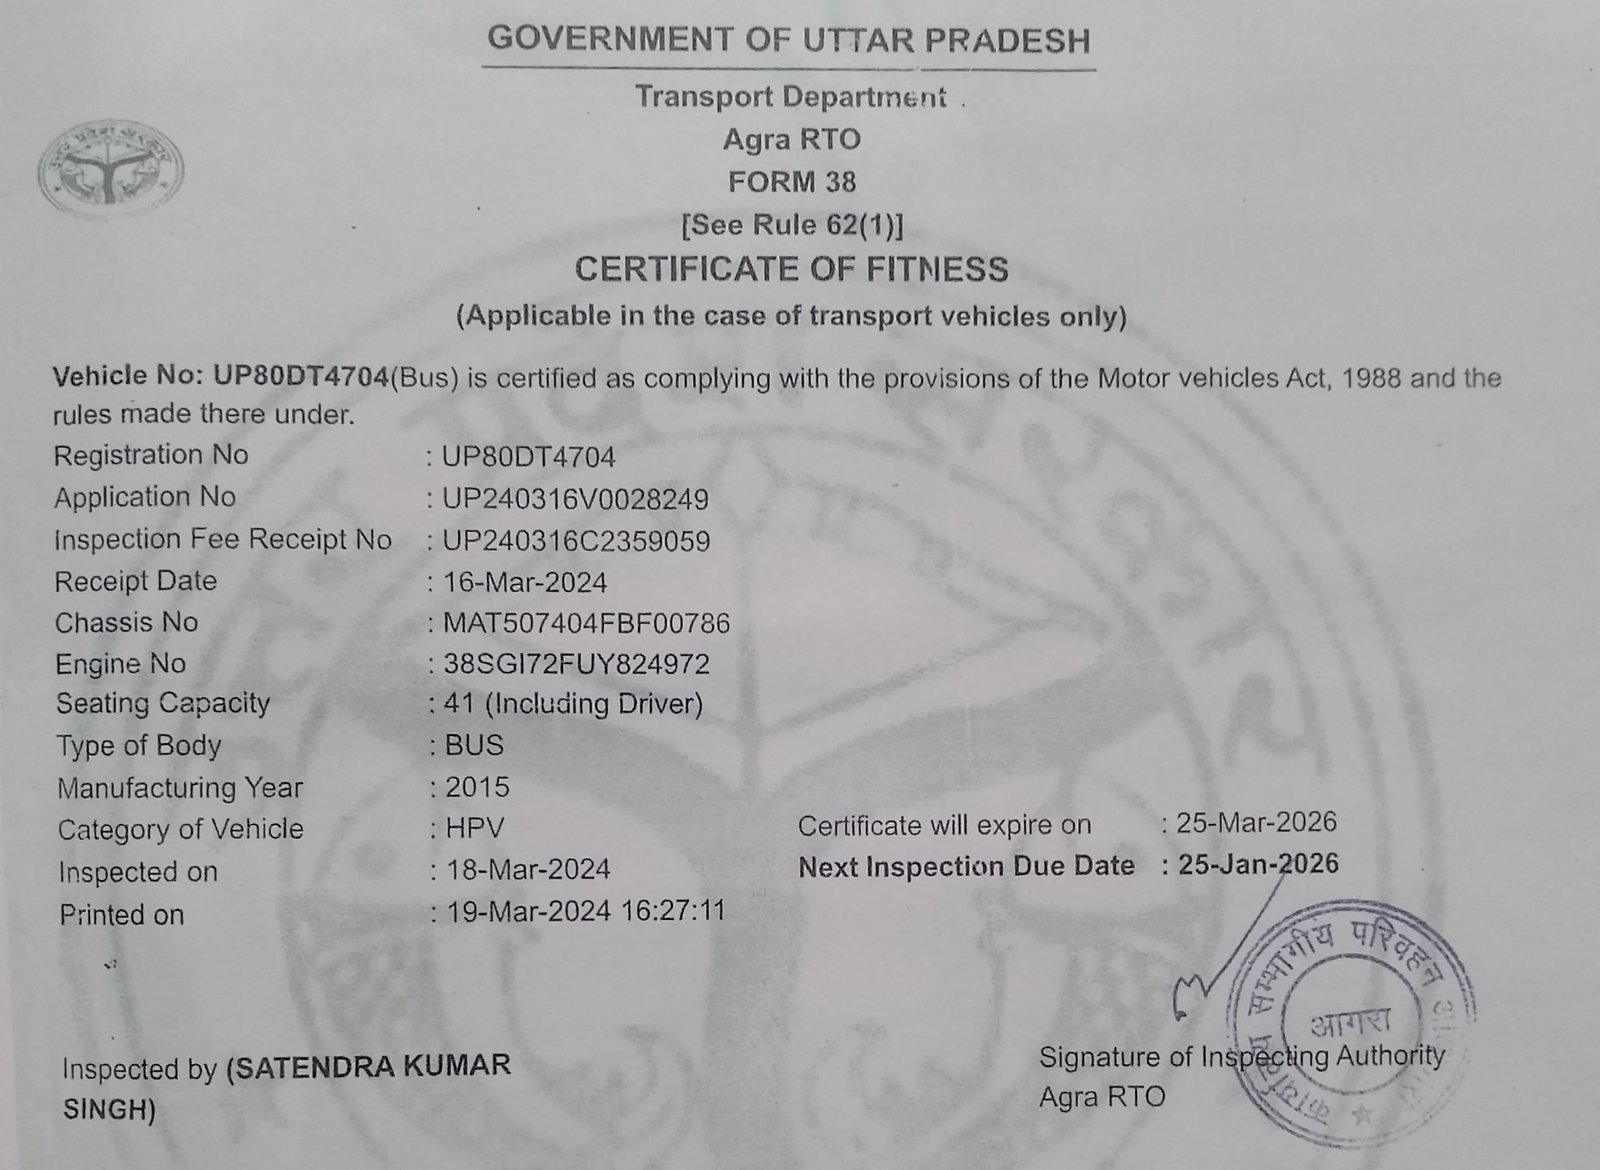 GOVERNMENT OF UTTAR PRADESH
Transport Department
Agra RTO
FORM 38
[See Rule 62(1)]
CERTIFICATE OF FITNESS
(Applicable in the case of transport vehicles only)
Vehicle No: UP80DT4704(Bus) is certified as complying with the provisions of the Motor vehicles Act, 1988 and the
rules made there under.
Registration No : UP80DT4704
Application No : UP240316V0028249
Inspection Fee Receipt No : UP240316C2359059
Receipt Date : 16-Mar-2024
Chassis No : MAT507404FBF00786
Engine No : 38SGI72FUY824972
Seating Capacity : 41 (Including Driver)
Type of Body : BUS
Manufacturing Year : 2015
Category of Vehicle : HPV Certificate will expire on : 25-Mar-2026
Inspected on : 18-Mar-2024 Next Inspection Due Date : 25-Jan-2026
Printed on : 19-Mar-2024 16:27:11
कार्यालय सम्भागीय परिवहन
आगरा
Inspected by (SATENDRA KUMAR
SINGH)
Signature of Inspecting Authority
Agra RTO